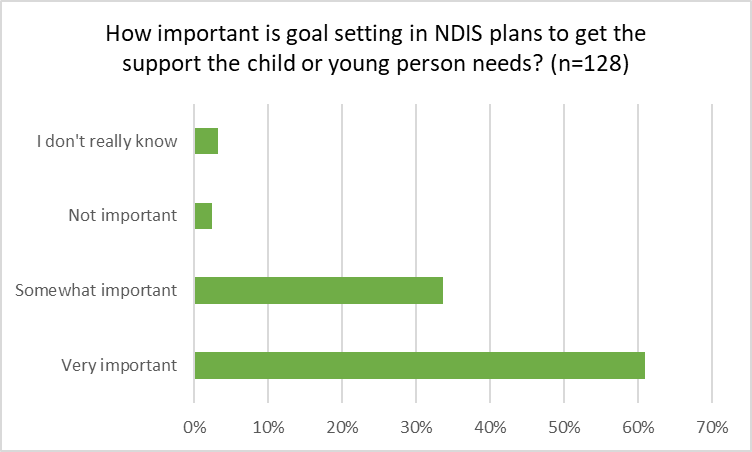 How important is goal setting in NDIS plans to get the
support the child or young person needs? (n=128)
I don't really know
Not important
Somewhat important
Very important
0% 10% 20% 30% 40% 50% 60% 70%